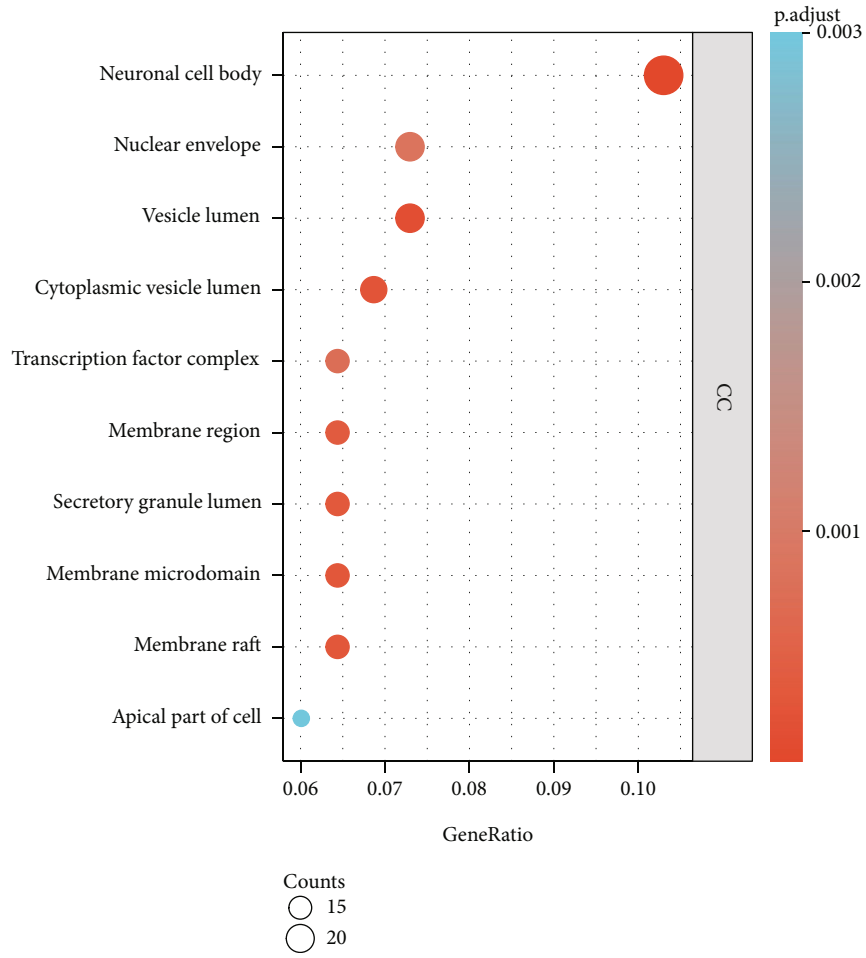 p.adjust
Neuronal cell body
Nuclear envelope
Vesicle lumen
Cytoplasmic vesicle lumen
Transcription factor complex
Membrane region
Secretory granule lumen
Membrane microdomain
Membrane raft
Apical part of cell
CC
0.003
0.002
0.001
0.06 0.07 0.08 0.09 0.10
GeneRatio
Counts
15
20